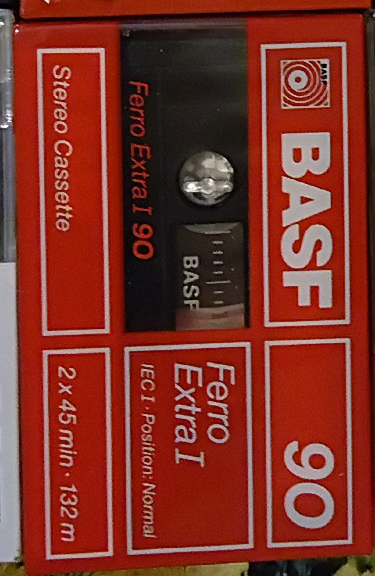 BASF
BASF
90
Ferro Extra I 90
BASF
Ferro
Extra I
IEC I · Position: Normal
Stereo Cassette
2 x 45 min · 132 m